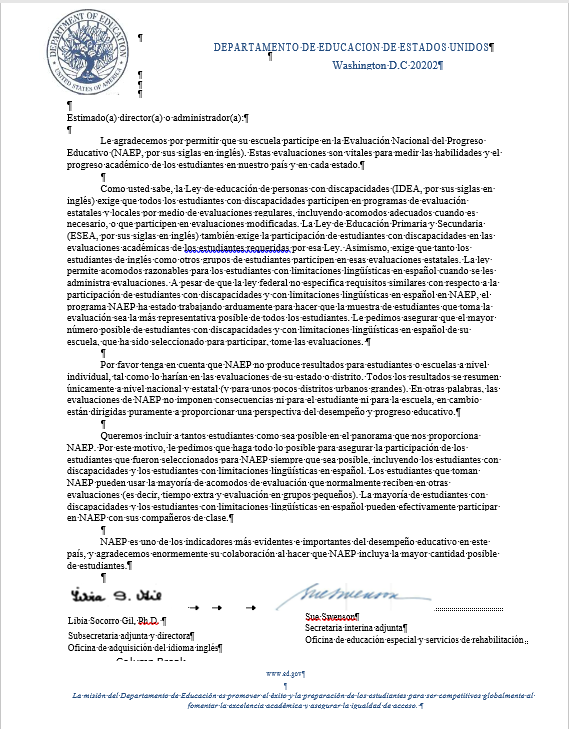 DEPARTMENT OF EDUCATION
UNITED STATES OF AMERICA
DEPARTAMENTO DE EDUCACION DE ESTADOS UNIDOS¶
¶
Washington D.C 20202¶
¶
¶
¶
¶
¶
Estimado(a) director(a) o administrador(a):¶
¶
Le agradecemos por permitir que su escuela participe en la Evaluación Nacional del Progreso
Educativo (NAEP, por sus siglas en inglés). Estas evaluaciones son vitales para medir las habilidades y el
progreso académico de los estudiantes en nuestro país y en cada estado.¶
¶
Como usted sabe, la Ley de educación de personas con discapacidades (IDEA, por sus siglas en
inglés) exige que todos los estudiantes con discapacidades participen en programas de evaluación
estatales y locales por medio de evaluaciones regulares, incluyendo acomodos adecuados cuando es
necesario, o que participen en evaluaciones modificadas. La Ley de Educación Primaria y Secundaria
(ESEA, por sus siglas en inglés) también exige la participación de estudiantes con discapacidades en las
evaluaciones académicas de los estudiantes requeridas por esa Ley. Asimismo, exige que tanto los
estudiantes de inglés como otros grupos de estudiantes participen en esas evaluaciones estatales. La ley
permite acomodos razonables para los estudiantes con limitaciones lingüísticas en español cuando se les
administra evaluaciones. A pesar de que la ley federal no especifica requisitos similares con respecto a la
participación de estudiantes con discapacidades y con limitaciones lingüísticas en español en NAEP, el
programa NAEP ha estado trabajando arduamente para hacer que la muestra de estudiantes que toma la
evaluación sea la más representativa posible de todos los estudiantes. Le pedimos asegurar que el mayor
número posible de estudiantes con discapacidades y con limitaciones lingüísticas en español de su
escuela, que ha sido seleccionado para participar, tome las evaluaciones. ¶
¶
Por favor tenga en cuenta que NAEP no produce resultados para estudiantes o escuelas a nivel
individual, tal como lo harían en las evaluaciones de su estado o distrito. Todos los resultados se resumen
únicamente a nivel nacional y estatal (y para unos pocos distritos urbanos grandes). En otras palabras, las
evaluaciones de NAEP no imponen consecuencias ni para el estudiante ni para la escuela, en cambio
están dirigidas puramente a proporcionar una perspectiva del desempeño y progreso educativo.¶
¶
Queremos incluir a tantos estudiantes como sea posible en el panorama que nos proporciona
NAEP. Por este motivo, le pedimos que haga todo lo posible para asegurar la participación de los
estudiantes que fueron seleccionados para NAEP siempre que sea posible, incluyendo los estudiantes con
discapacidades y los estudiantes con limitaciones lingüísticas en español. Los estudiantes que toman
NAEP pueden usar la mayoría de acomodos de evaluación que normalmente reciben en otras
evaluaciones (es decir, tiempo extra y evaluación en grupos pequeños). La mayoría de estudiantes con
discapacidades y los estudiantes con limitaciones lingüísticas en español pueden efectivamente participar
en NAEP con sus compañeros de clase.¶
¶
NAEP es uno de los indicadores más evidentes e importantes del desempeño educativo en este
país, y agradecemos enormemente su colaboración al hacer que NAEP incluya la mayor cantidad posible
de estudiantes.¶
¶
Libia S. Gil
Sue Swenson
Libia Socorro Gil, Ph.D. ¶
Subsecretaria adjunta y directora¶
Oficina de adquisición del idioma inglés¶
Sue Swenson¶
Secretaria interina adjunta¶
Oficina de educación especial y servicios de rehabilitación
Column Break
www.ed.gov¶
¶
La misión del Departamento de Educación es promover el éxito y la preparación de los estudiantes para ser competitivos globalmente al
fomentar la excelencia académica y asegurar la igualdad de acceso. ¶